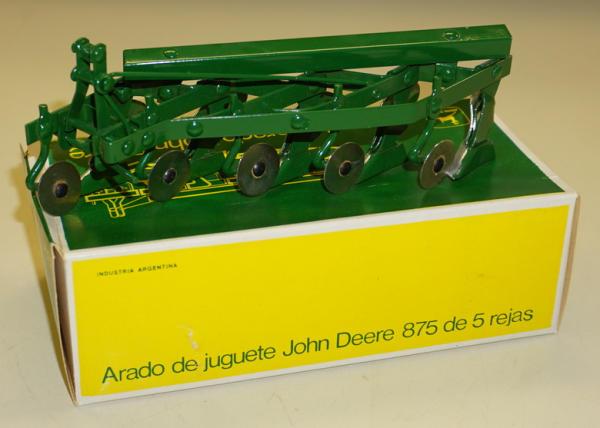 INDUSTRIA ARGENTINA
Arado de juguete John Deere 875 de 5 rejas